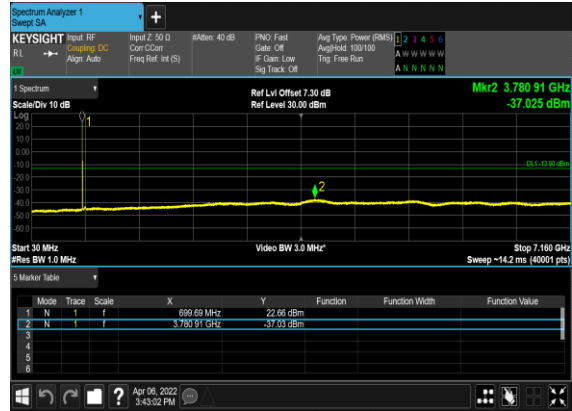 Spectrum Analyzer 1
Swept SA
+
KEYSIGHT Input: RF Input Z: 50 Ω #Atten: 40 dB PNO: Fast Avg Type: Power (RMS) 1 2 3 4 5 6
RL Coupling: DC Corr CCorr Gate: Off Avg|Hold: 100/100 A W W W W W
Align: Auto Freq Ref: Int (S) IF Gain: Low Trig: Free Run
Sig Track: Off A N N N N N
1 Spectrum Ref Lvl Offset 7.30 dB Mkr2 3.780 91 GHz
Scale/Div 10 dB Ref Level 30.00 dBm -37.025 dBm
Log
20.0
10.0
0.00
-10.0
-20.0
-30.0
-40.0
-50.0
-60.0
1
DL1 -13.00 dBm
2
Start 30 MHz Video BW 3.0 MHz* Stop 7.160 GHz
#Res BW 1.0 MHz Sweep ~14.2 ms (40001 pts)
5 Marker Table
Mode Trace Scale X Y Function Function Width Function Value
1 N 1 f 699.69 MHz 22.66 dBm
2 N 1 f 3.780 91 GHz -37.03 dBm
3
4
5
6
? Apr 06, 2022
3:43:02 PM